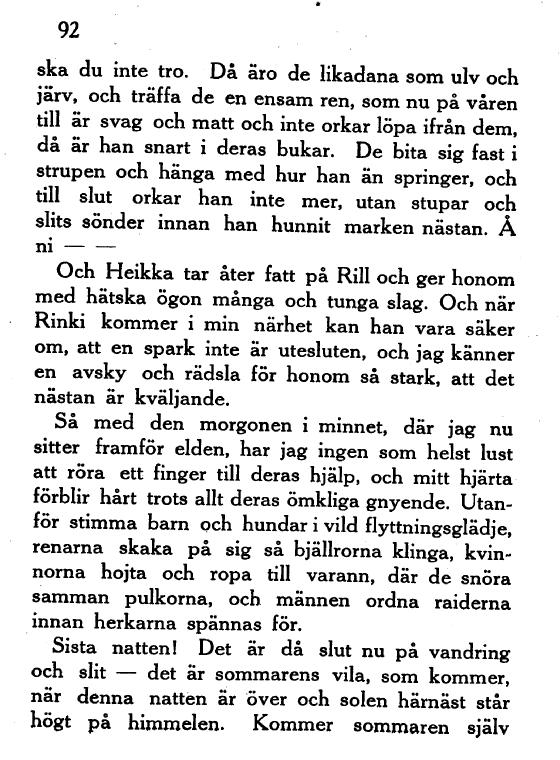 92
ska du inte tro. Då äro de likadana som ulv och
järv, och träffa de en ensam ren, som nu på våren
till är svag och matt och inte orkar löpa ifrån dem,
då är han snart i deras bukar. De bita sig fast i
strupen och hänga med hur han än springer, och
till slut orkar han inte mer, utan stupar och
slits sönder innan han hunnit marken nästan. Å
ni — —
Och Heikka tar åter fatt på Rill och ger honom
med hätska ögon många och tunga slag. Och när
Rinki kommer i min närhet kan han vara säker
om, att en spark inte är utesluten, och jag känner
en avsky och rädsla för honom så stark, att det
nästan är kväljande.
Så med den morgonen i minnet, där jag nu
sitter framför elden, har jag ingen som helst lust
att röra ett finger till deras hjälp, och mitt hjärta
förblir hårt trots allt deras ömkliga gnyende. Utan-
för stimma barn och hundar i vild flyttningsglädje,
renarna skaka på sig så bjällrorna klinga, kvin-
norna hojta och ropa till varann, där de snöra
samman pulkorna, och männen ordna raiderna
innan herkarna spännas för.
Sista natten! Det är då slut nu på vandring
och slit — det är sommarens vila, som kommer,
när denna natten är över och solen härnäst står
högt på himmelen. Kommer sommaren själv